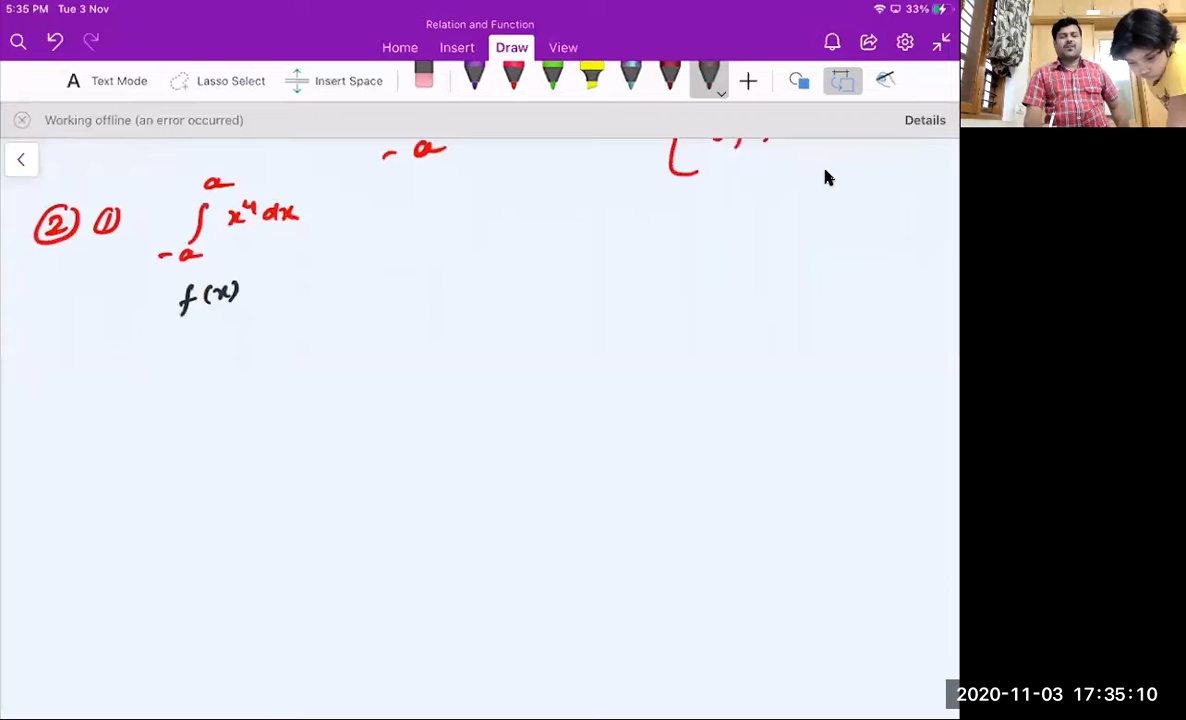 5:35 PM Tue 3 Nov
33%
Relation and Function
Home Insert Draw View
A Text Mode Lasso Select Insert Space
Working offline (an error occurred) Details
- a
a
② ① ∫ x⁴ dx
-a
f(x)
2020-11-03 17:35:10